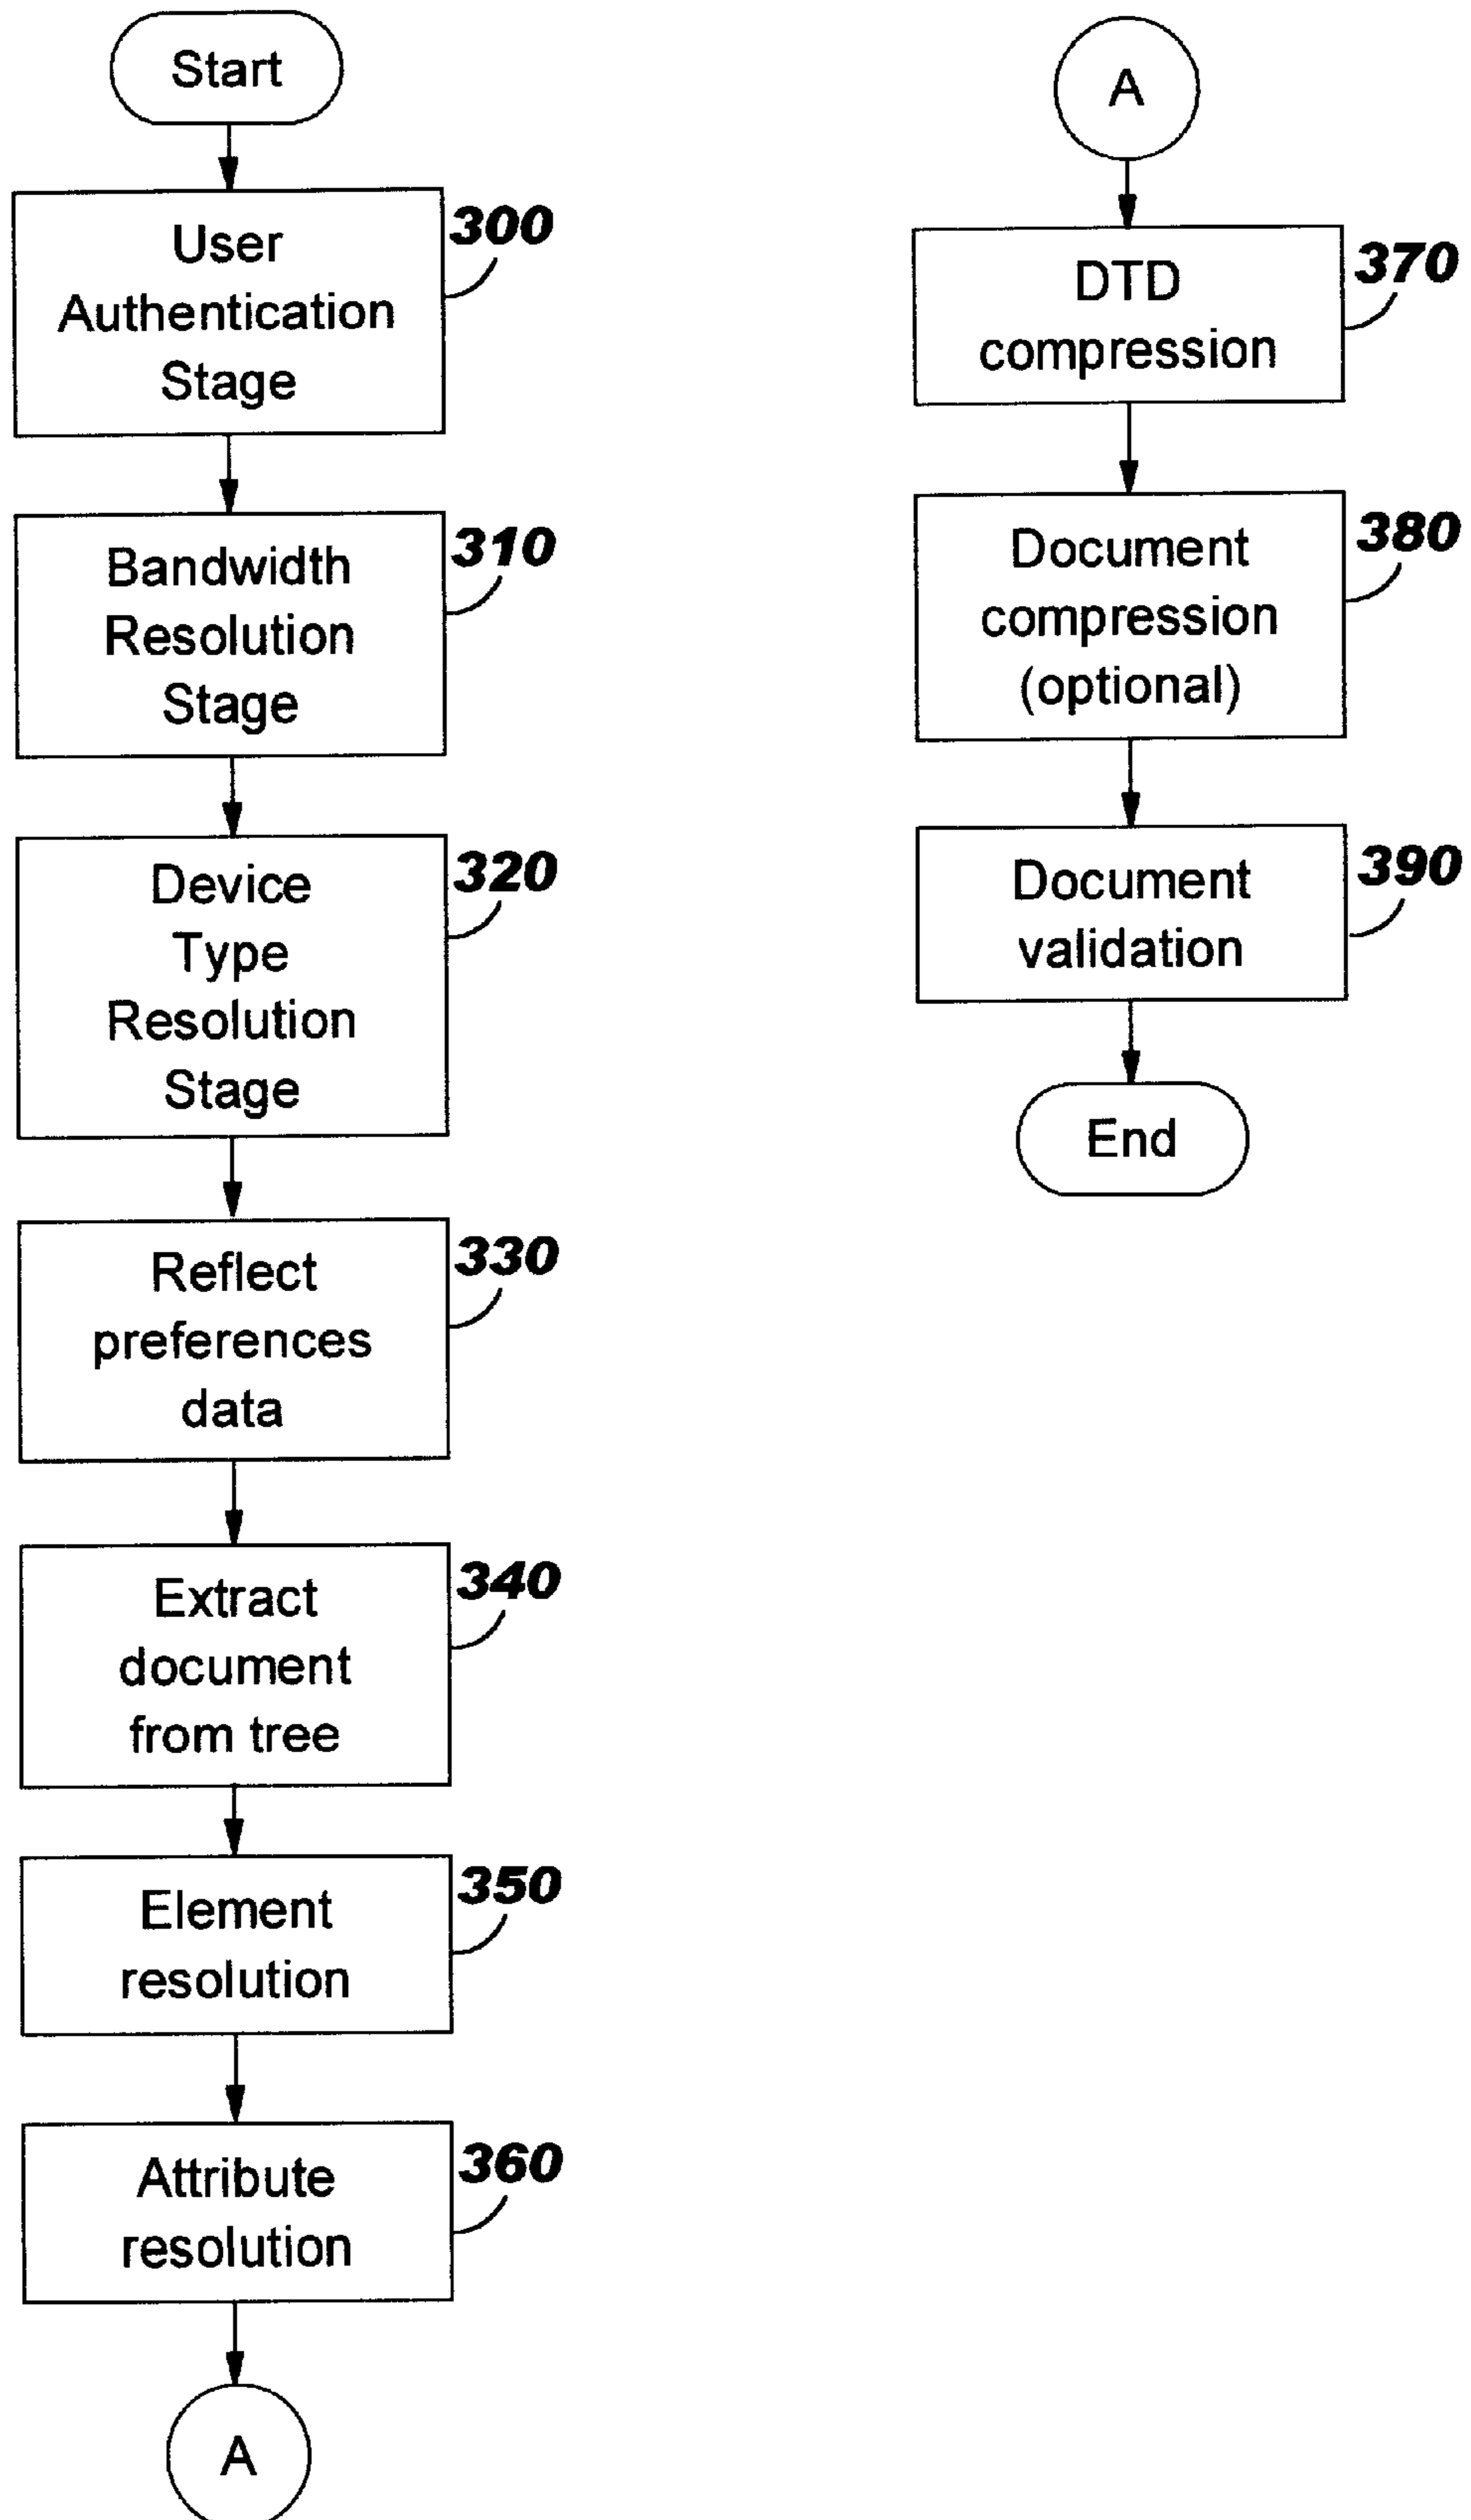 Start
User
Authentication
Stage
300
Bandwidth
Resolution
Stage
310
Device
Type
Resolution
Stage
320
Reflect
preferences
data
330
Extract
document
from tree
340
Element
resolution
350
Attribute
resolution
360
A
A
DTD
compression
370
Document
compression
(optional)
380
Document
validation
390
End